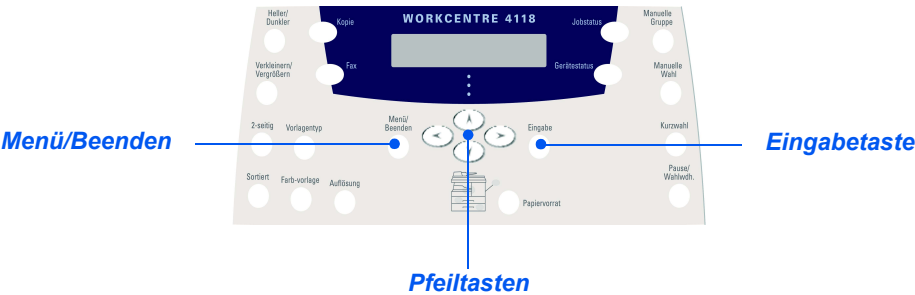 WORKCENTRE 4118
Heller/
Dunkler
Kopie
Jobstatus
Manuelle
Gruppe
Verkleinern/
Vergrößern
Fax
Gerätestatus
Manuelle
Wahl
2-seitig
Vorlagentyp
Menü/
Beenden
Eingabe
Kurzwahl
Menü/Beenden
Eingabetaste
Sortiert
Farb-vorlage
Auflösung
Papiervorrat
Pause/
Wahlwdh.
Pfeiltasten